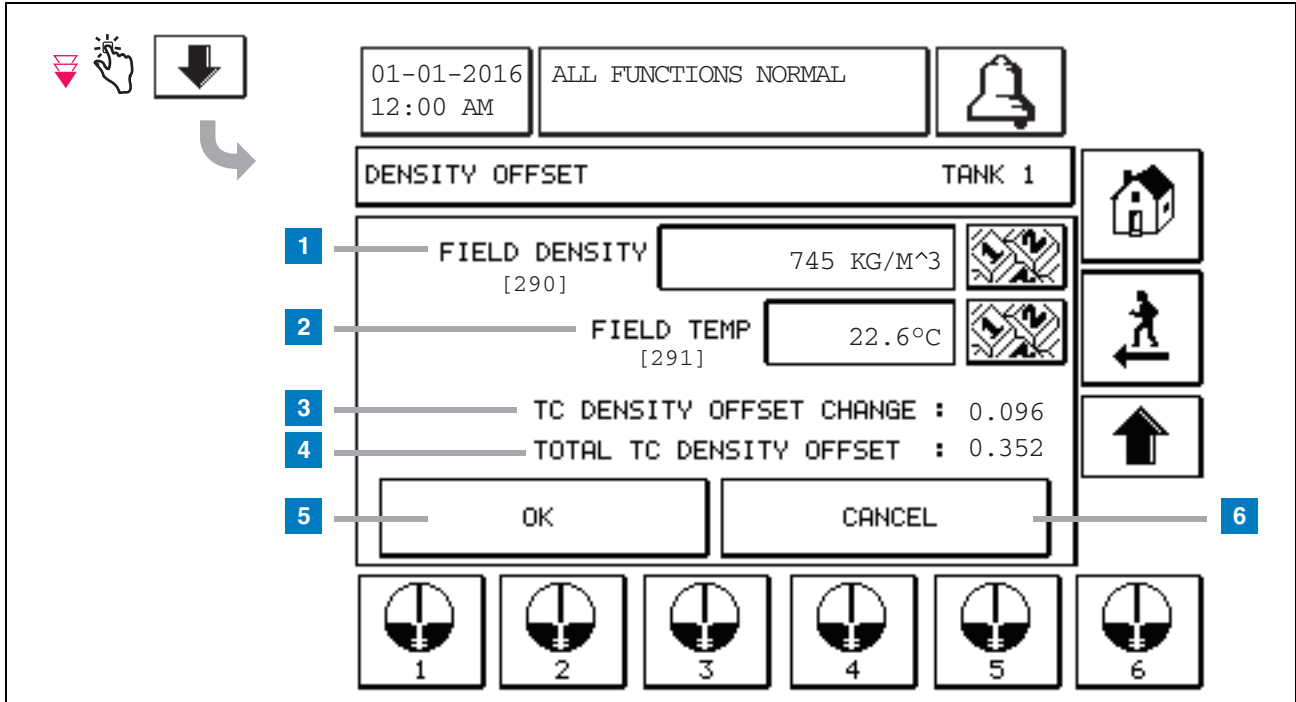 01-01-2016
12:00 AM
ALL FUNCTIONS NORMAL
DENSITY OFFSET TANK 1
1 FIELD DENSITY 745 KG/M^3
[290]
2 FIELD TEMP 22.6°C
[291]
3 TC DENSITY OFFSET CHANGE : 0.096
4 TOTAL TC DENSITY OFFSET : 0.352
5 OK CANCEL 6
1 2 3 4 5 6